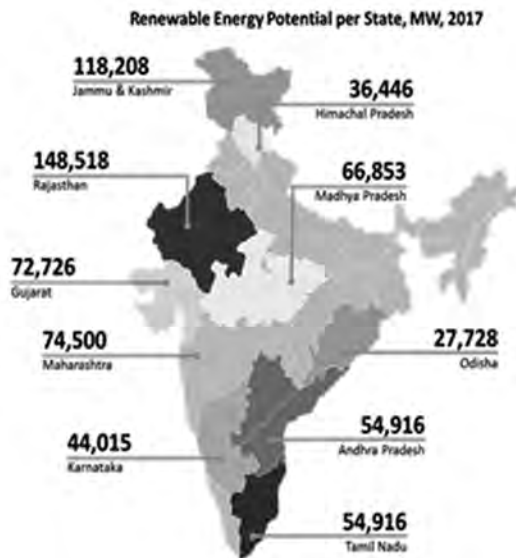 Renewable Energy Potential per State, MW, 2017
118,208
Jammu & Kashmir
36,446
Himachal Pradesh
148,518
Rajasthan
66,853
Madhya Pradesh
72,726
Gujarat
74,500
Maharashtra
27,728
Odisha
44,015
Karnataka
54,916
Andhra Pradesh
54,916
Tamil Nadu